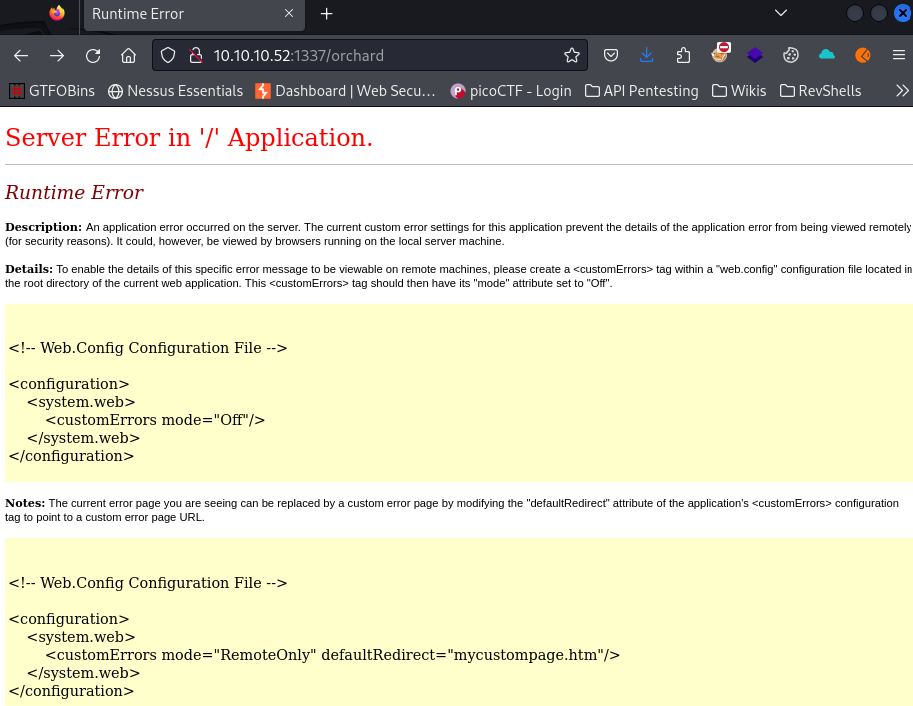 Runtime Error
10.10.10.52:1337/orchard
GTFOBins
Nessus Essentials
Dashboard | Web Secu…
picoCTF - Login
API Pentesting
Wikis
RevShells
Server Error in '/' Application.
Runtime Error
Description: An application error occurred on the server. The current custom error settings for this application prevent the details of the application error from being viewed remotely
(for security reasons). It could, however, be viewed by browsers running on the local server machine.
Details: To enable the details of this specific error message to be viewable on remote machines, please create a <customErrors> tag within a "web.config" configuration file located in
the root directory of the current web application. This <customErrors> tag should then have its "mode" attribute set to "Off".
<!-- Web.Config Configuration File -->
<configuration>
    <system.web>
        <customErrors mode="Off"/>
    </system.web>
</configuration>
Notes: The current error page you are seeing can be replaced by a custom error page by modifying the "defaultRedirect" attribute of the application's <customErrors> configuration
tag to point to a custom error page URL.
<!-- Web.Config Configuration File -->
<configuration>
    <system.web>
        <customErrors mode="RemoteOnly" defaultRedirect="mycustompage.htm"/>
    </system.web>
</configuration>